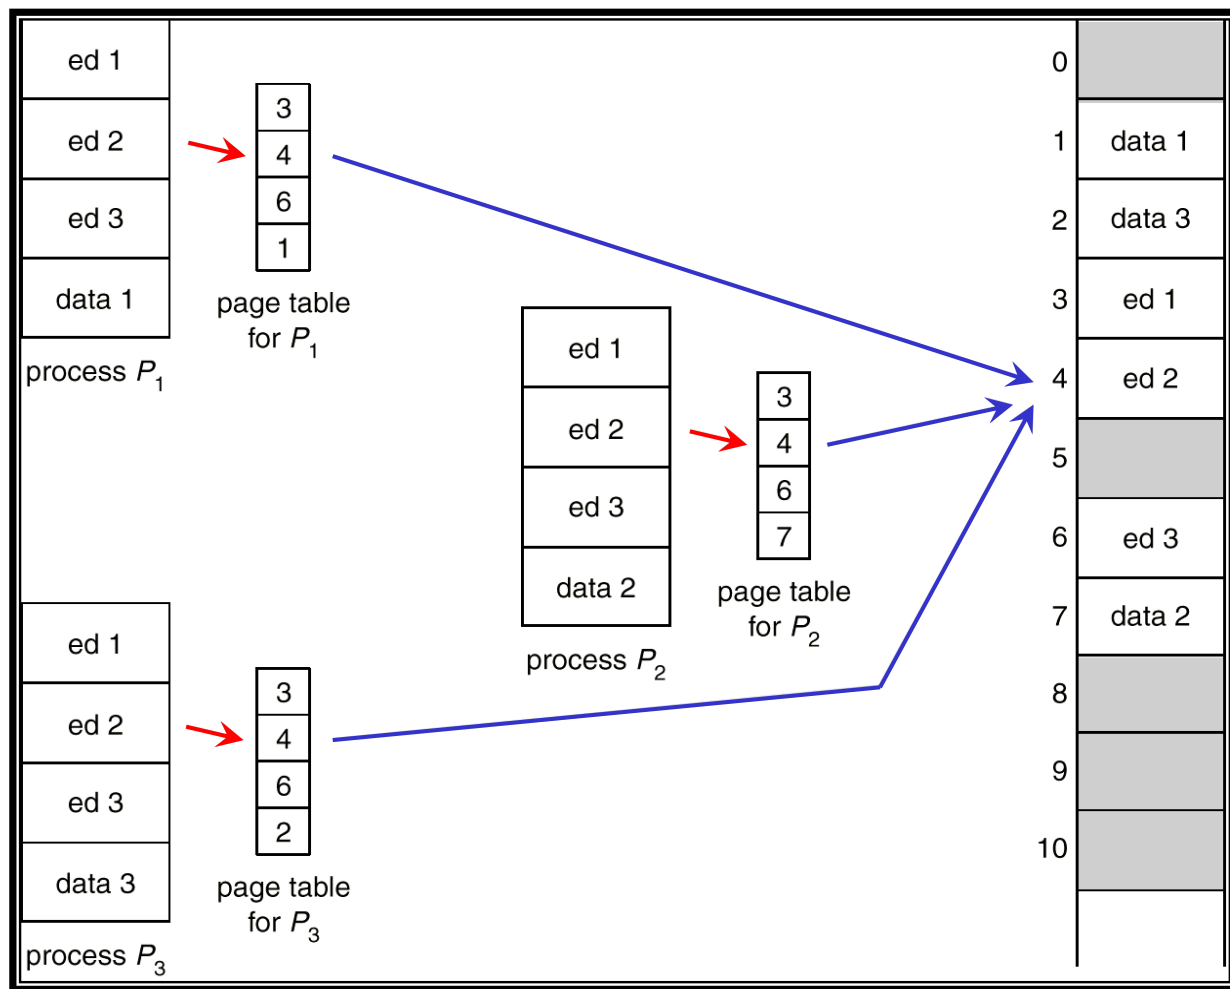 ed 1
ed 2
ed 3
data 1
process P1
3
4
6
1
page table
for P1
ed 1
ed 2
ed 3
data 2
process P2
3
4
6
7
page table
for P2
ed 1
ed 2
ed 3
data 3
process P3
3
4
6
2
page table
for P3
0
1 data 1
2 data 3
3 ed 1
4 ed 2
5
6 ed 3
7 data 2
8
9
10